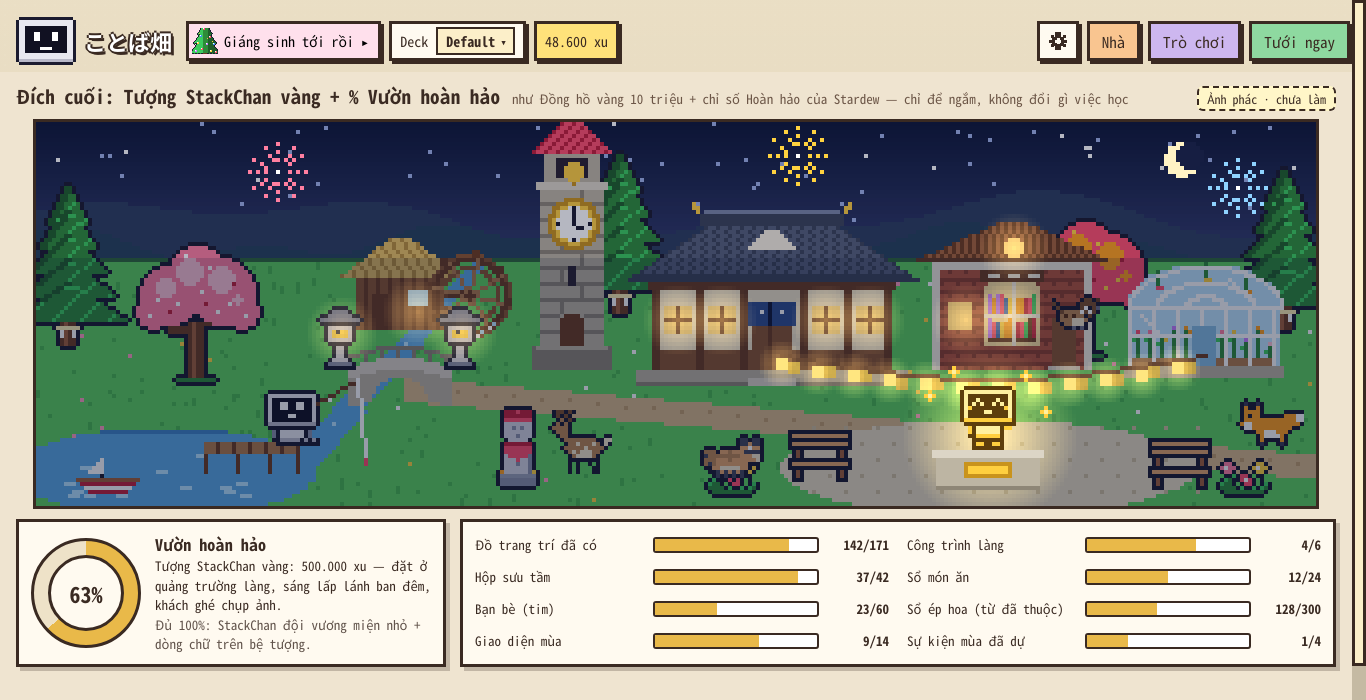 ことば畑
Giáng sinh tới rồi ▸
Deck Default ▾
48.600 xu
Nhà
Trò chơi
Tưới ngay
Đích cuối: Tượng StackChan vàng + % Vườn hoàn hảo
như Đồng hồ vàng 10 triệu + chỉ số Hoàn hảo của Stardew — chỉ để ngắm, không đổi gì việc học
Ảnh phác · chưa làm
63%
Vườn hoàn hảo
Tượng StackChan vàng: 500.000 xu — đặt ở
quảng trường làng, sáng lấp lánh ban đêm,
khách ghé chụp ảnh.
Đủ 100%: StackChan đội vương miện nhỏ +
dòng chữ trên bệ tượng.
Đồ trang trí đã có 142/171
Hộp sưu tầm 37/42
Bạn bè (tim) 23/60
Giao diện mùa 9/14
Công trình làng 4/6
Sổ món ăn 12/24
Sổ ép hoa (từ đã thuộc) 128/300
Sự kiện mùa đã dự 1/4